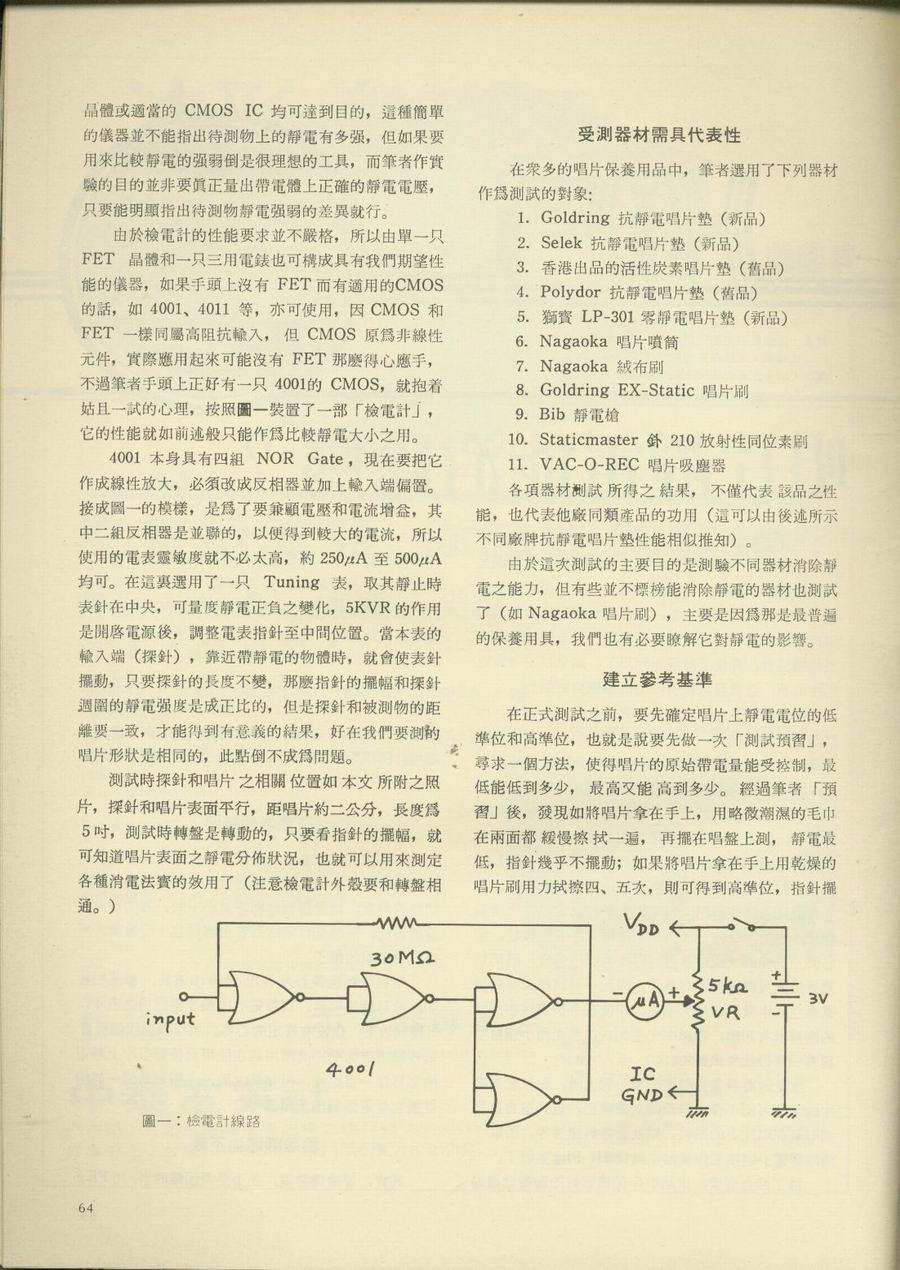 晶體或適當的 CMOS IC 均可達到目的，這種簡單
的儀器並不能指出待測物上的靜電有多强，但如果要
用來比較靜電的强弱倒是很理想的工具，而筆者作實
驗的目的並非要眞正量出帶電體上正確的靜電電壓，
只要能明顯指出待測物靜電强弱的差異就行。
由於檢電計的性能要求並不嚴格，所以由單一只
FET 晶體和一只三用電錶也可構成具有我們期望性
能的儀器，如果手頭上沒有 FET 而有適用的CMOS
的話，如 4001、4011 等，亦可使用，因 CMOS 和
FET 一樣同屬高阻抗輸入， 但 CMOS 原爲非線性
元件，實際應用起來可能沒有 FET 那麽得心應手，
不過筆者手頭上正好有一只 4001的 CMOS，就抱着
姑且一試的心理，按照圖一裝置了一部「檢電計」，
它的性能就如前述般只能作爲比較靜電大小之用。
4001 本身具有四組 NOR Gate，現在要把它
作成線性放大，必須改成反相器並加上輸入端偏置。
接成圖一的模樣，是爲了要兼顧電壓和電流增益，其
中二組反相器是並聯的，以便得到較大的電流，所以
使用的電表靈敏度就不必太高，約 250μA 至 500μA
均可。在這裏選用了一只 Tuning 表，取其靜止時
表針在中央，可量度靜電正負之變化，5KVR 的作用
是開啓電源後，調整電表指針至中間位置。當本表的
輸入端（探針），靠近帶靜電的物體時，就會使表針
擺動，只要探針的長度不變，那麽指針的擺幅和探針
週圍的靜電强度是成正比的，但是探針和被測物的距
離要一致，才能得到有意義的結果，好在我們要測的
唱片形狀是相同的，此點倒不成爲問題。
測試時探針和唱片 之相關 位置如 本文 所附之照
片，探針和唱片表面平行，距唱片約二公分，長度爲
5 吋，測試時轉盤是轉動的，只要看指針的擺幅，就
可知道唱片表面之靜電分佈狀況，也就可以用來測定
各種消電法寶的效用了（注意檢電計外殼要和轉盤相
通。）
受測器材需具代表性
在衆多的唱片保養用品中，筆者選用了下列器材
作爲測試的對象:
1. Goldring 抗靜電唱片墊（新品）
2. Selek 抗靜電唱片墊（新品）
3. 香港出品的活性炭素唱片墊（舊品）
4. Polydor 抗靜電唱片墊（舊品）
5. 獅寶 LP-301 零靜電唱片墊（新品）
6. Nagaoka 唱片噴筒
7. Nagaoka 絨布刷
8. Goldring EX-Static 唱片刷
9. Bib 靜電槍
10. Staticmaster 釙 210 放射性同位素刷
11. VAC-O-REC 唱片吸塵器
各項器材測試 所得之 結果， 不僅代表 該品之性
能，也代表他廠同類產品的功用（這可以由後述所示
不同廠牌抗靜電唱片墊性能相似推知）。
由於這次測試的主要目的是測驗不同器材消除靜
電之能力，但有些並不標榜能消除靜電的器材也測試
了（如 Nagaoka 唱片刷），主要是因爲那是最普遍
的保養用具，我們也有必要瞭解它對靜電的影響。
建立參考基準
在正式測試之前，要先確定唱片上靜電電位的低
準位和高準位，也就是說要先做一次「測試預習」，
尋求一個方法，使得唱片的原始帶電量能受控制，最
低能低到多少， 最高又能 高到多少。 經過筆者 「預
習」後，發現如將唱片拿在手上，用略微潮濕的毛巾
在兩面都 緩慢擦 拭一遍， 再擺在唱盤上測， 靜電最
低，指針幾乎不擺動；如果將唱片拿在手上用乾燥的
唱片刷用力拭擦四、五次，則可得到高準位，指針擺
30MΩ
input
4001
VDD
- μA +
5kΩ
VR
+
-
3V
IC
GND
圖一：檢電計線路
64